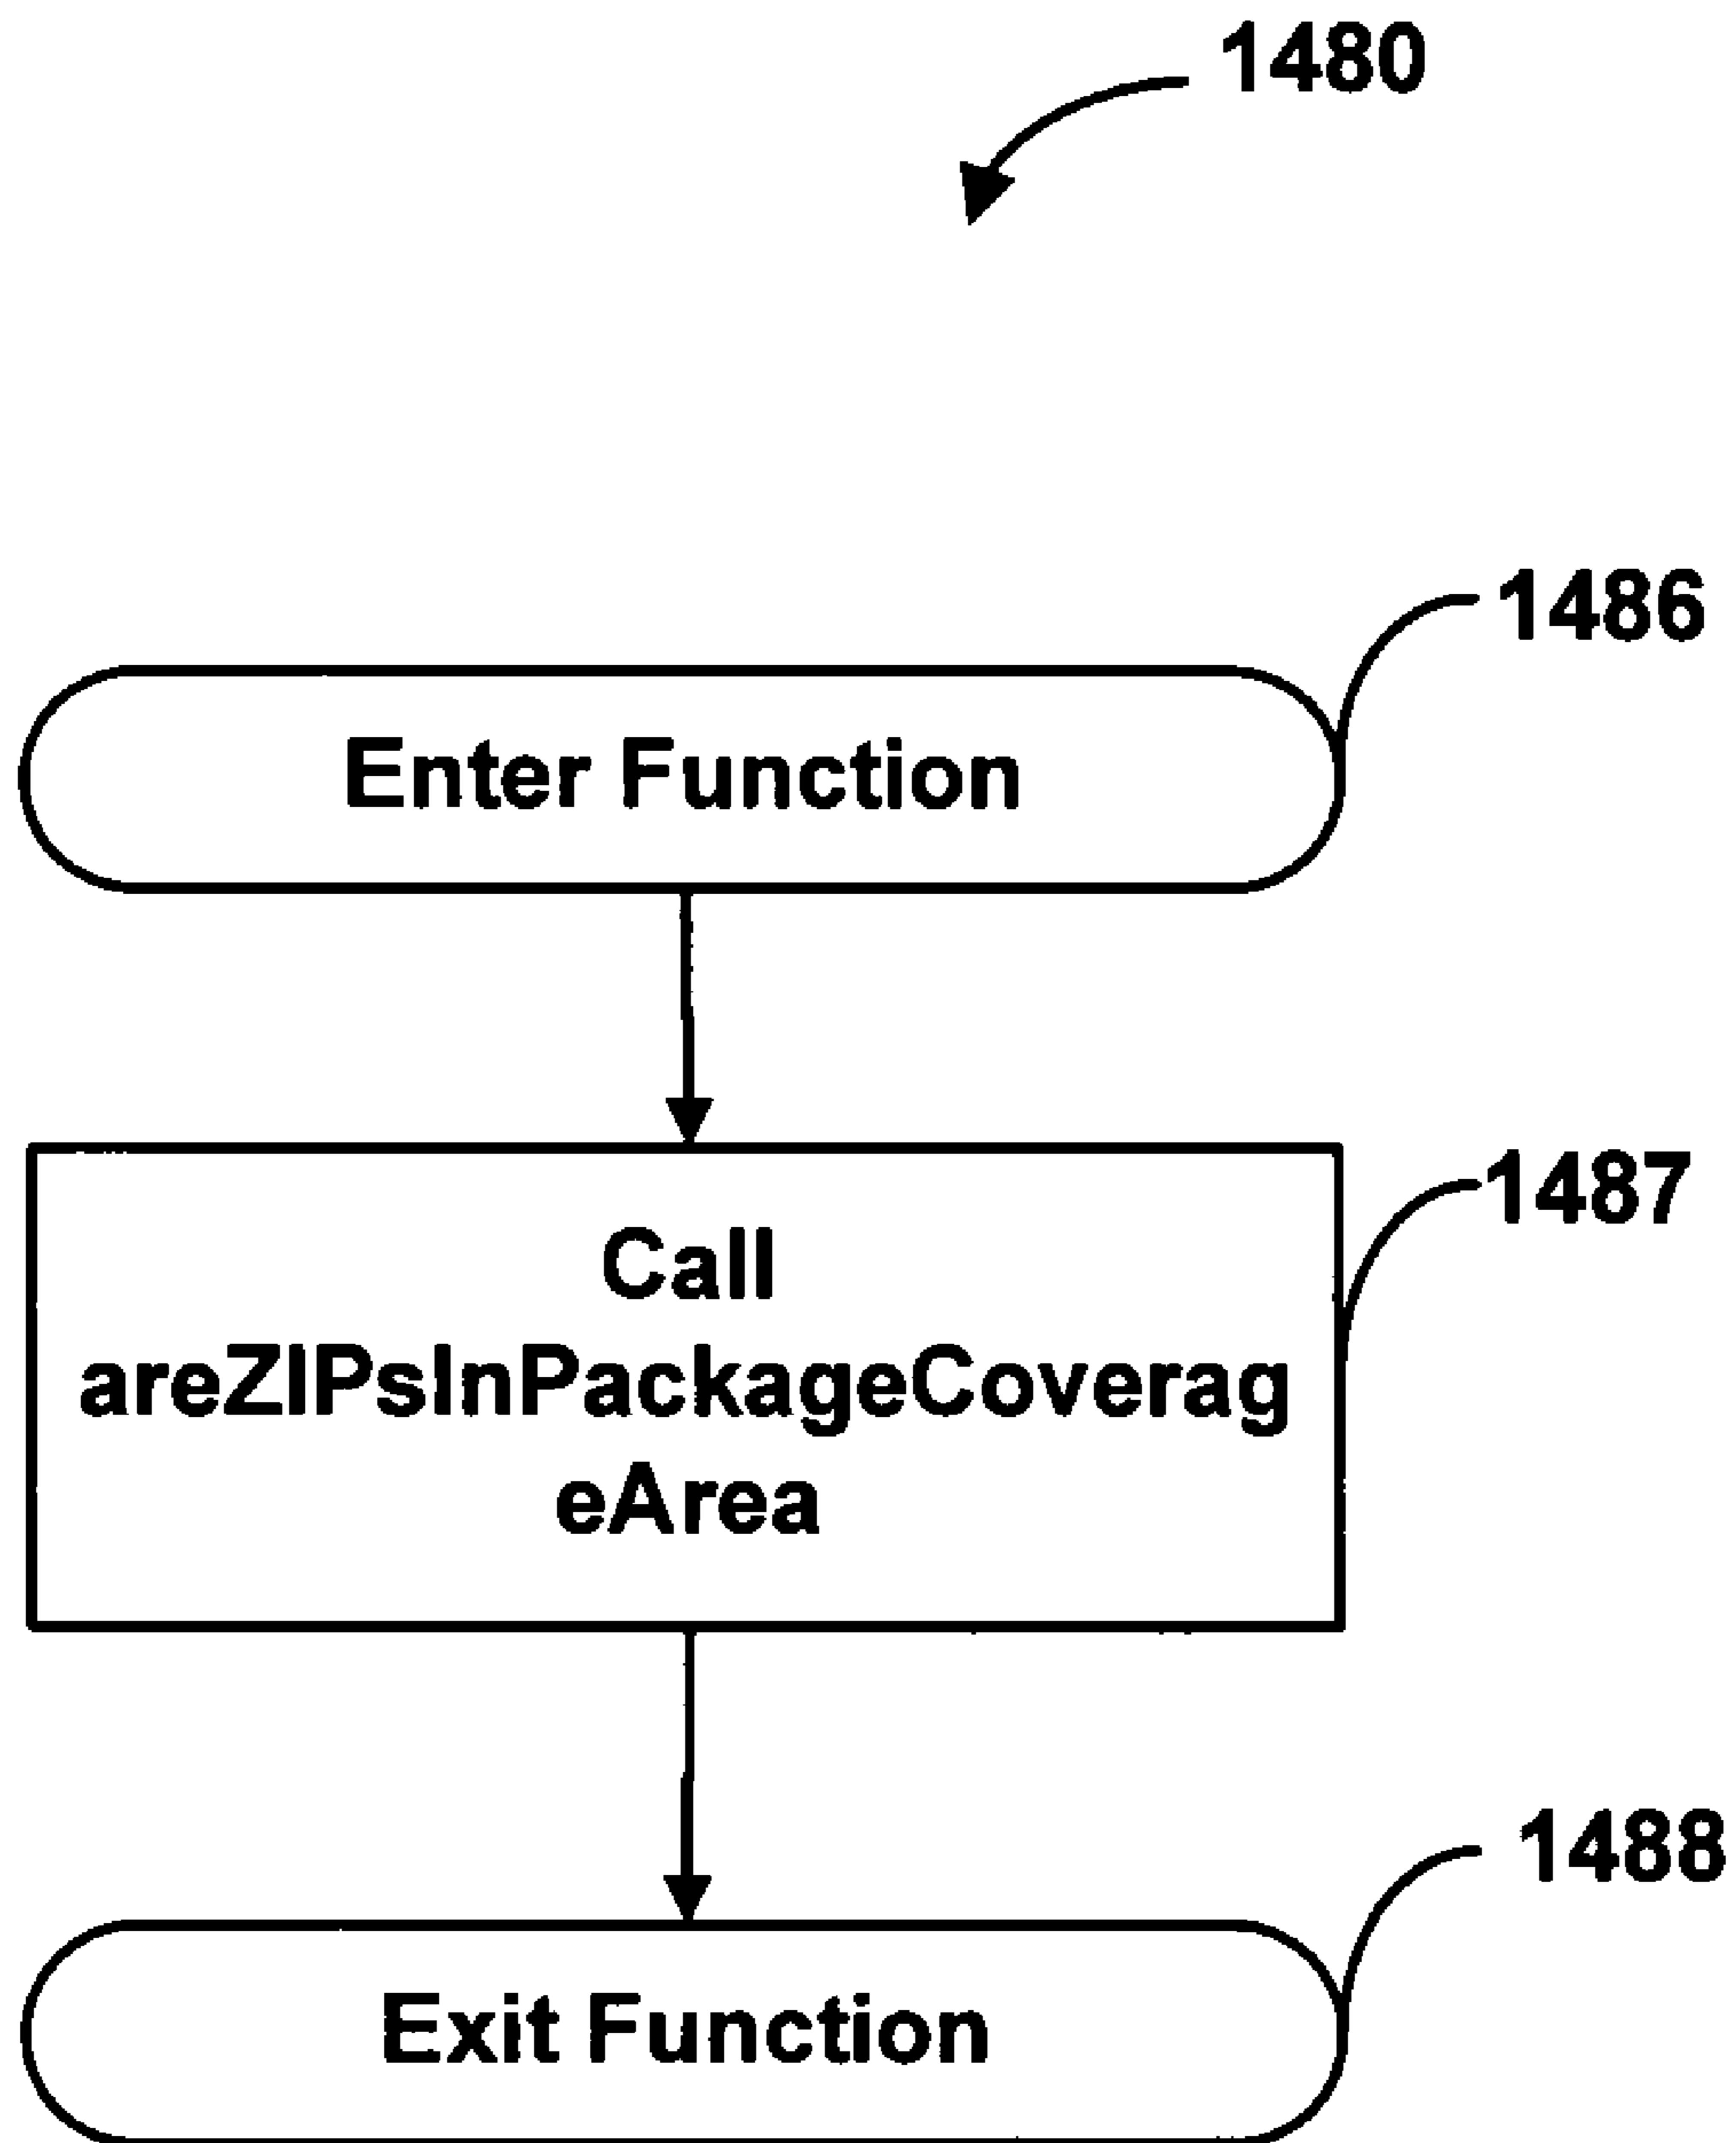 1480
1486
Enter Function
1487
Call
areZIPsInPackageCoverag
eArea
1488
Exit Function